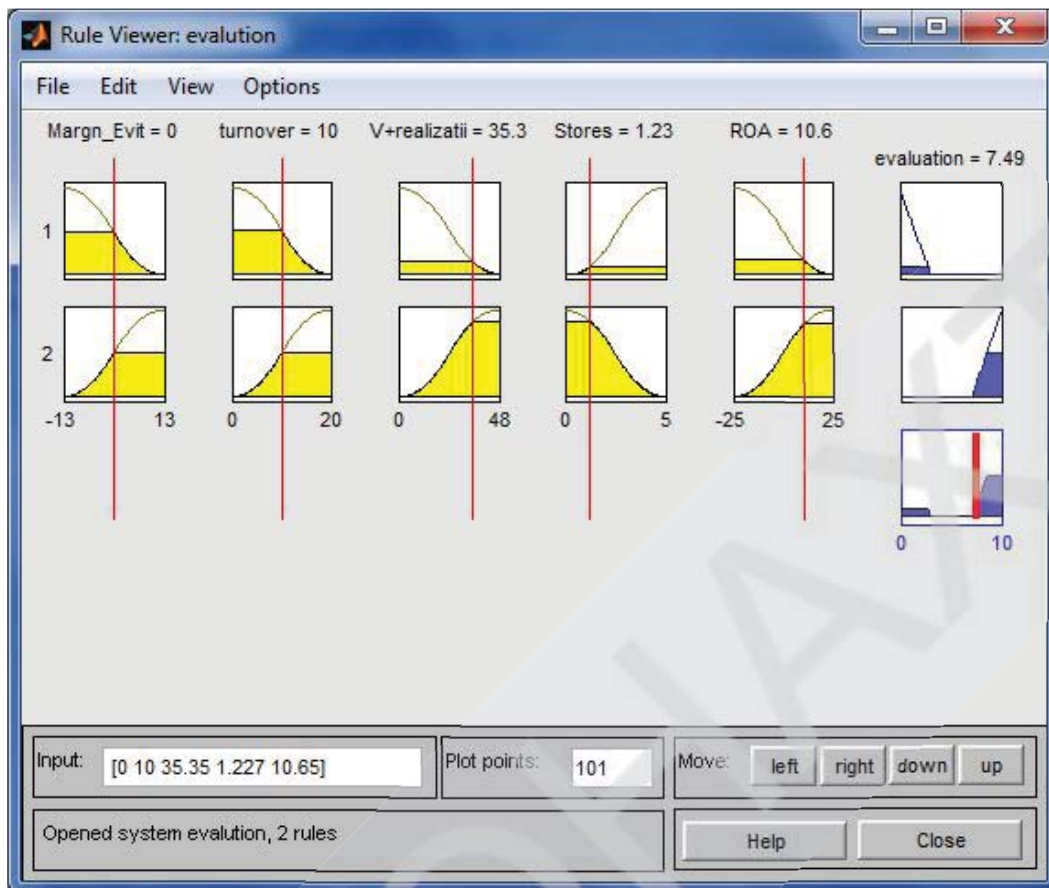 Rule Viewer: evalution
File Edit View Options
Margn_Evit = 0 turnover = 10 V+realizatii = 35.3 Stores = 1.23 ROA = 10.6
evaluation = 7.49
1
2
-13 13 0 20 0 48 0 5 -25 25
0 10
Input: [0 10 35.35 1.227 10.65] Plot points: 101 Move: left right down up
Opened system evalution, 2 rules Help Close